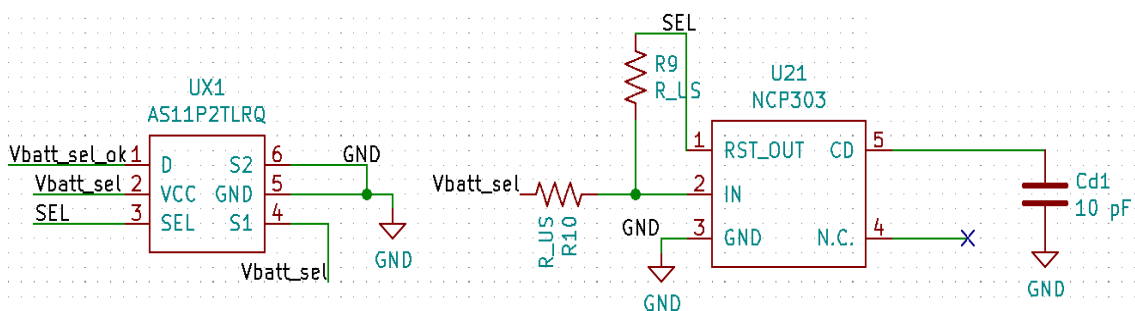 UX1
AS11P2TLRQ
Vbatt_sel_ok 1 D S2 6 GND
Vbatt_sel 2 VCC GND 5
SEL 3 SEL S1 4
GND
Vbatt_sel
SEL
R9
R_US
U21
NCP303
1 RST_OUT CD 5
Vbatt_sel 2 IN
GND 3 GND N.C. 4
R_US
R10
GND
Cd1
10 pF
GND